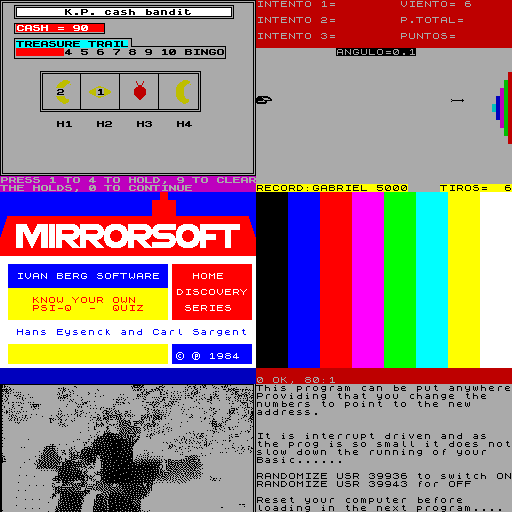 K.P. cash bandit
CASH = 90
TREASURE TRAIL
4 5 6 7 8 9 10 BINGO
2 1
H1 H2 H3 H4
PRESS 1 TO 4 TO HOLD, 9 TO CLEAR
THE HOLDS, 0 TO CONTINUE
INTENTO 1= VIENTO= 6
INTENTO 2= P.TOTAL=
INTENTO 3= PUNTOS=
ANGULO=0.1
RECORD:GABRIEL 5000 TIROS= 6
MIRRORSOFT
IVAN BERG SOFTWARE
KNOW YOUR OWN
PSI-Q - QUIZ
HOME
DISCOVERY
SERIES
Hans Eysenck and Carl Sargent
© ℗ 1984
0 OK, 80:1
This program can be put anywhere
Providing that you change the
numbers to point to the new
address.
It is interrupt driven and as
the prog is so small it does not
slow down the running of your
Basic......
RANDOMIZE USR 39936 to switch ON
RANDOMIZE USR 39943 for OFF
Reset your computer before
loading in the next program....